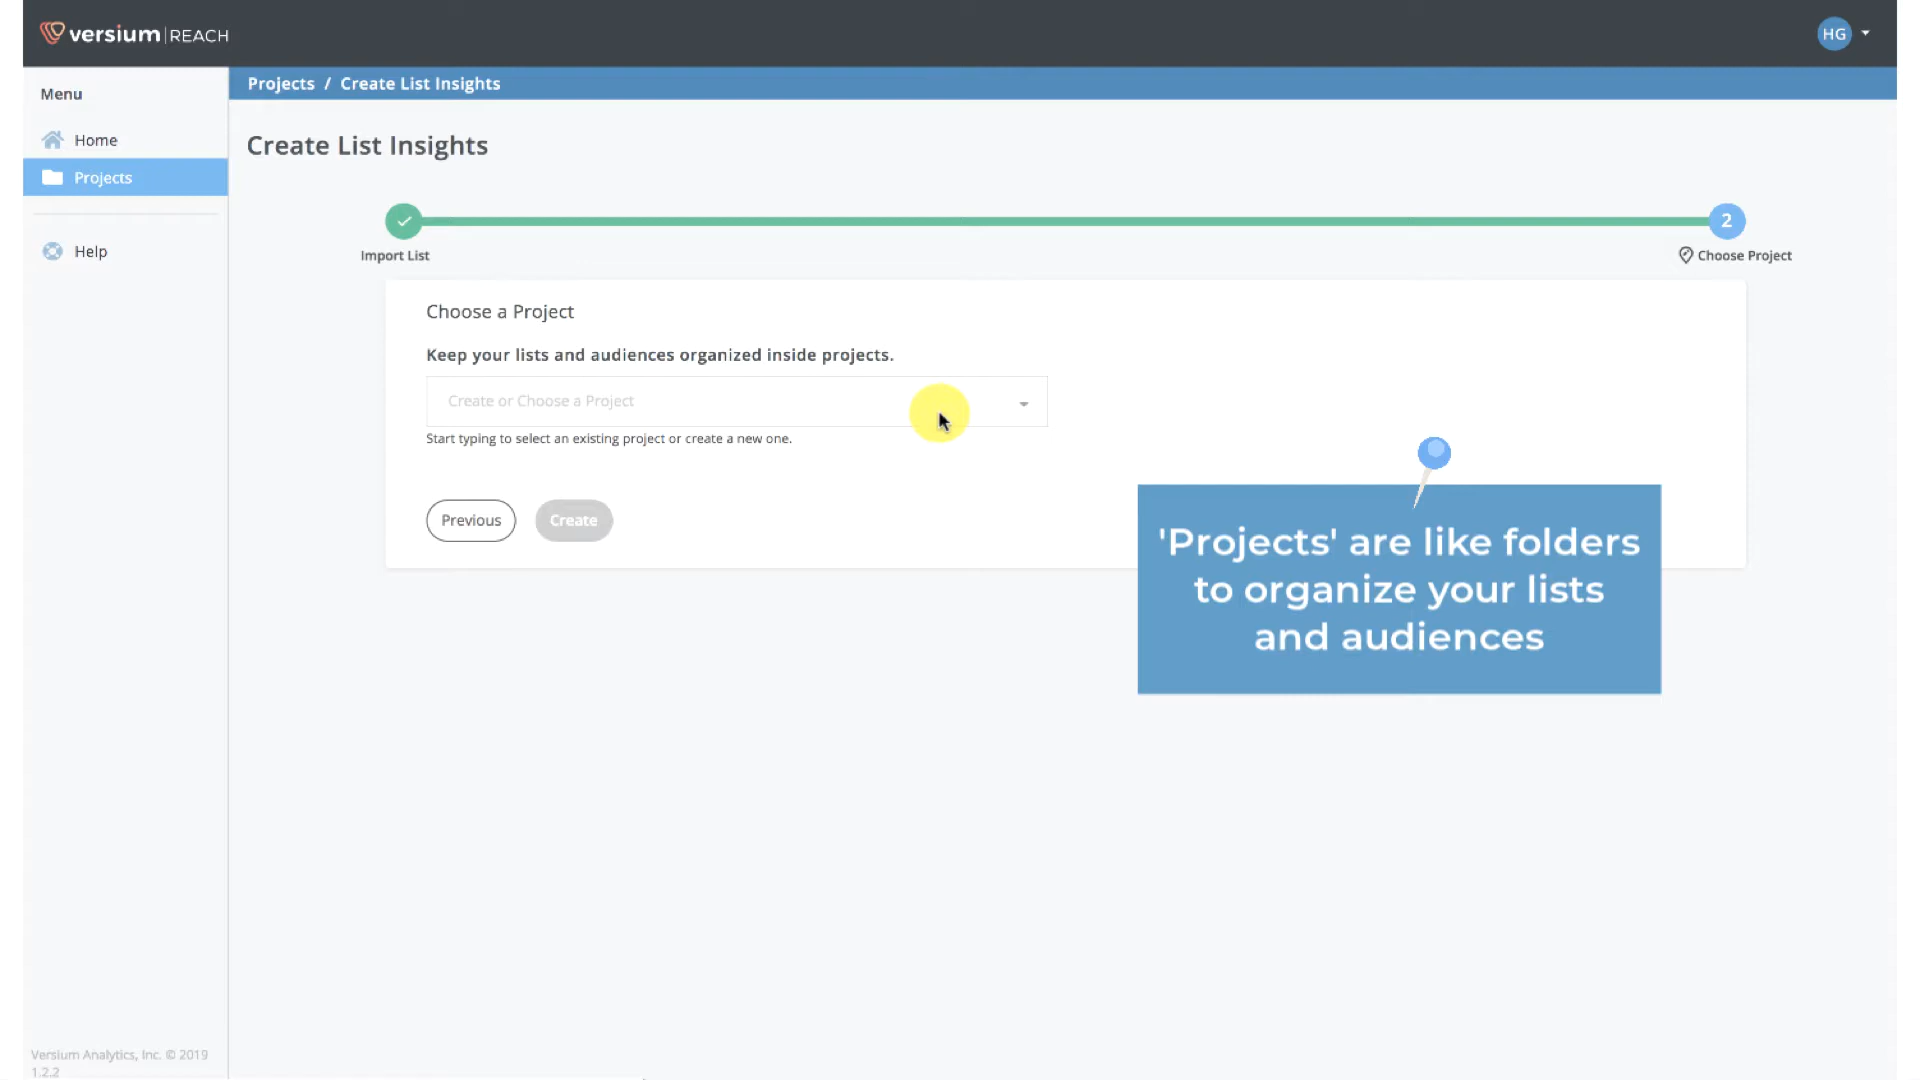 versium|REACH
HG
Menu
Projects / Create List Insights
Home
Create List Insights
Projects
2
Import List
Choose Project
Help
Choose a Project
Keep your lists and audiences organized inside projects.
Create or Choose a Project
Start typing to select an existing project or create a new one.
Previous
Create
'Projects' are like folders
to organize your lists
and audiences
Versium Analytics, Inc. © 2019
1.2.2